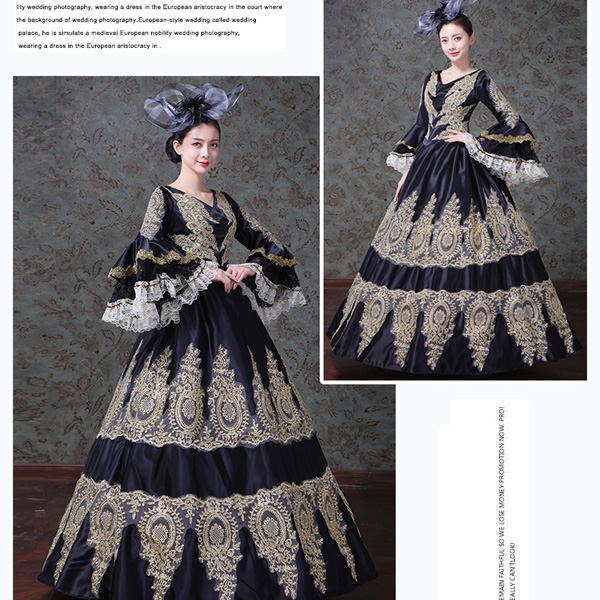 lity wedding photography, wearing a dress in the European aristocracy in the court where
the background of wedding photography.European-style wedding called wedding
palace, he is simulate a medieval European nobility wedding photography,
wearing a dress in the European aristocracy in .
EMAIN FAITHFUL SO WE LOSE MONEY PROMOTION NOW. PRO!
EALLY CANTLOOK!